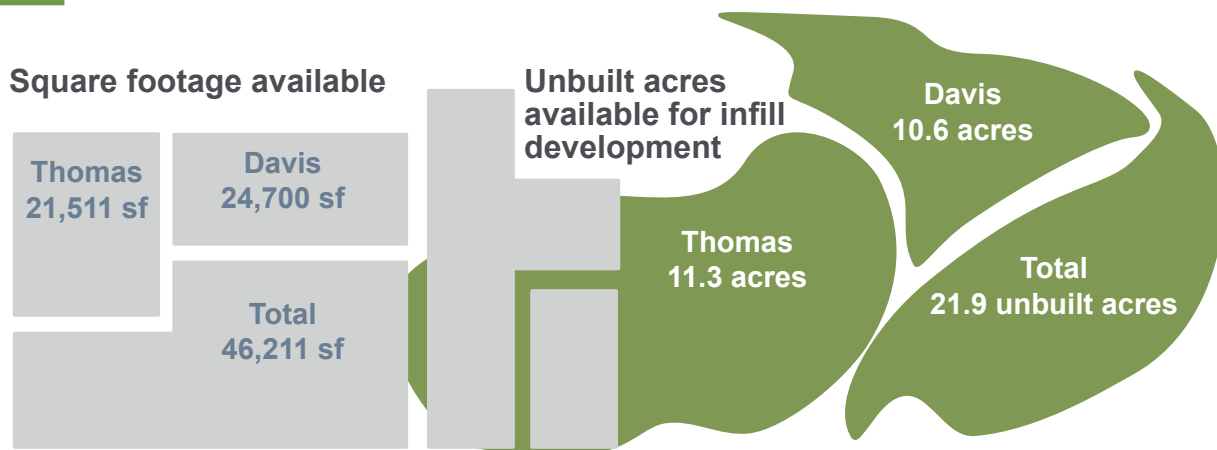 Square footage available
Thomas
21,511 sf
Davis
24,700 sf
Total
46,211 sf
Unbuilt acres
available for infill
development
Davis
10.6 acres
Thomas
11.3 acres
Total
21.9 unbuilt acres